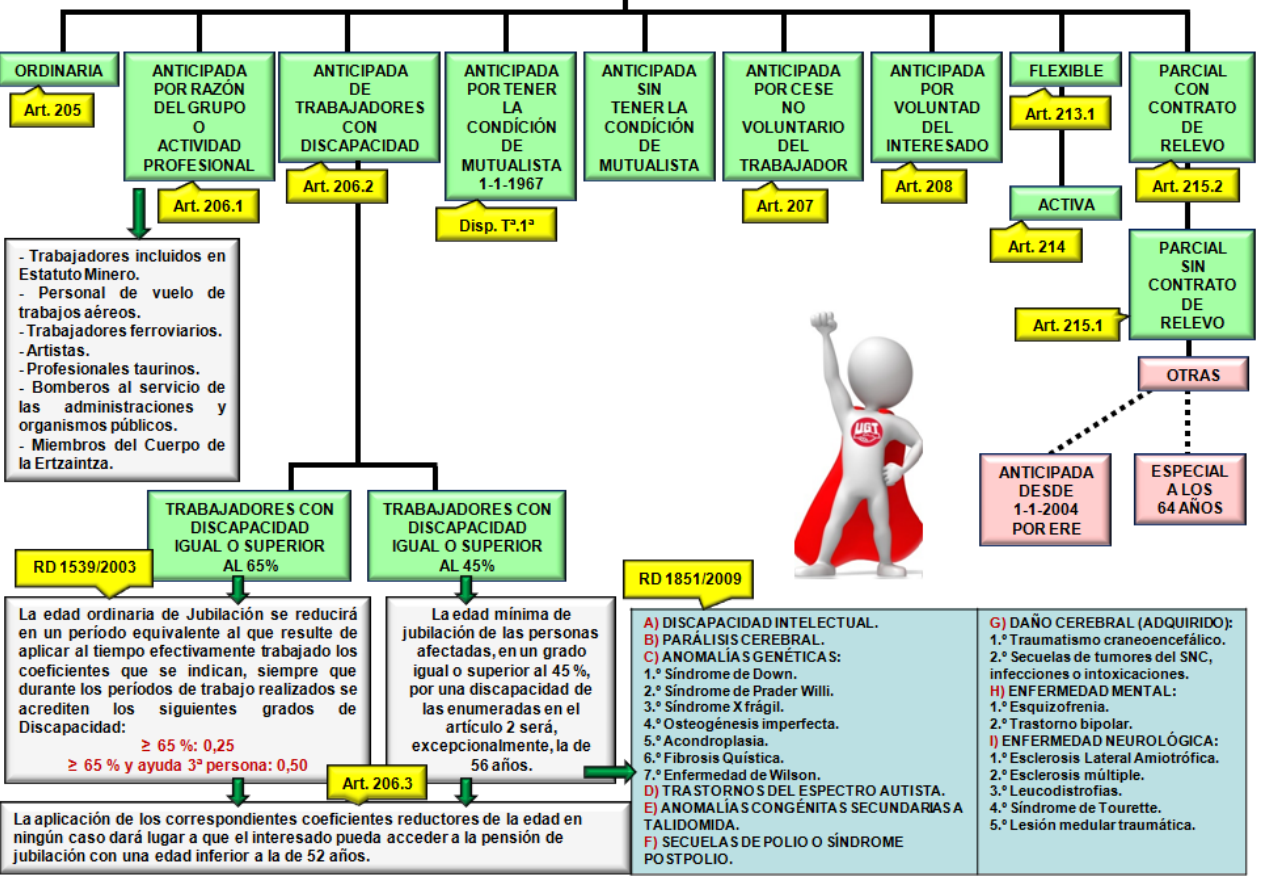 ORDINARIA
Art. 205
ANTICIPADA
POR RAZÓN
DEL GRUPO
O
ACTIVIDAD
PROFESIONAL
Art. 206.1
ANTICIPADA
DE
TRABAJADORES
CON
DISCAPACIDAD
Art. 206.2
ANTICIPADA
POR TENER
LA
CONDÍCIÓN
DE
MUTUALISTA
1-1-1967
Disp. Tª.1ª
ANTICIPADA
SIN
TENER LA
CONDÍCIÓN
DE
MUTUALISTA
ANTICIPADA
POR CESE
NO
VOLUNTARIO
DEL
TRABAJADOR
Art. 207
ANTICIPADA
POR
VOLUNTAD
DEL
INTERESADO
Art. 208
FLEXIBLE
Art. 213.1
ACTIVA
Art. 214
PARCIAL
CON
CONTRATO
DE
RELEVO
Art. 215.2
PARCIAL
SIN
CONTRATO
DE
RELEVO
Art. 215.1
OTRAS
ANTICIPADA
DESDE
1-1-2004
POR ERE
ESPECIAL
A LOS
64 AÑOS
- Trabajadores incluidos en
Estatuto Minero.
- Personal de vuelo de
trabajos aéreos.
- Trabajadores ferroviarios.
- Artistas.
- Profesionales taurinos.
- Bomberos al servicio de
las administraciones y
organismos públicos.
- Miembros del Cuerpo de
la Ertzaintza.
UGT
TRABAJADORES CON
DISCAPACIDAD
IGUAL O SUPERIOR
AL 65%
RD 1539/2003
La edad ordinaria de Jubilación se reducirá
en un período equivalente al que resulte de
aplicar al tiempo efectivamente trabajado los
coeficientes que se indican, siempre que
durante los períodos de trabajo realizados se
acrediten los siguientes grados de
Discapacidad:
≥ 65 %: 0,25
≥ 65 % y ayuda 3ª persona: 0,50
TRABAJADORES CON
DISCAPACIDAD
IGUAL O SUPERIOR
AL 45%
La edad mínima de
jubilación de las personas
afectadas, en un grado
igual o superior al 45 %,
por una discapacidad de
las enumeradas en el
artículo 2 será,
excepcionalmente, la de
56 años.
Art. 206.3
La aplicación de los correspondientes coeficientes reductores de la edad en
ningún caso dará lugar a que el interesado pueda acceder a la pensión de
jubilación con una edad inferior a la de 52 años.
RD 1851/2009
A) DISCAPACIDAD INTELECTUAL.
B) PARÁLISIS CEREBRAL.
C) ANOMALÍAS GENÉTICAS:
1.º Síndrome de Down.
2.º Síndrome de Prader Willi.
3.º Síndrome X frágil.
4.º Osteogénesis imperfecta.
5.º Acondroplasia.
6.º Fibrosis Quística.
7.º Enfermedad de Wilson.
D) TRASTORNOS DEL ESPECTRO AUTISTA.
E) ANOMALÍAS CONGÉNITAS SECUNDARIAS A
TALIDOMIDA.
F) SECUELAS DE POLIO O SÍNDROME
POSTPOLIO.
G) DAÑO CEREBRAL (ADQUIRIDO):
1.º Traumatismo craneoencefálico.
2.º Secuelas de tumores del SNC,
infecciones o intoxicaciones.
H) ENFERMEDAD MENTAL:
1.º Esquizofrenia.
2.º Trastorno bipolar.
I) ENFERMEDAD NEUROLÓGICA:
1.º Esclerosis Lateral Amiotrófica.
2.º Esclerosis múltiple.
3.º Leucodistrofias.
4.º Síndrome de Tourette.
5.º Lesión medular traumática.